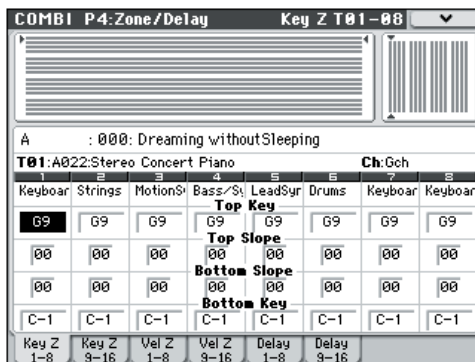 COMBI P4:Zone/Delay Key Z T01-08
A :000: Dreaming withoutSleeping
T01:A022:Stereo Concert Piano Ch:Gch
1 2 3 4 5 6 7 8
Keyboar Strings MotionS Bass/Sy LeadSyr Drums Keyboar Keyboar
Top Key
G9 G9 G9 G9 G9 G9 G9 G9
Top Slope
00 00 00 00 00 00 00 00
Bottom Slope
00 00 00 00 00 00 00 00
Bottom Key
C-1 C-1 C-1 C-1 C-1 C-1 C-1 C-1
Key Z 1-8 Key Z 9-16 Vel Z 1-8 Vel Z 9-16 Delay 1-8 Delay 9-16